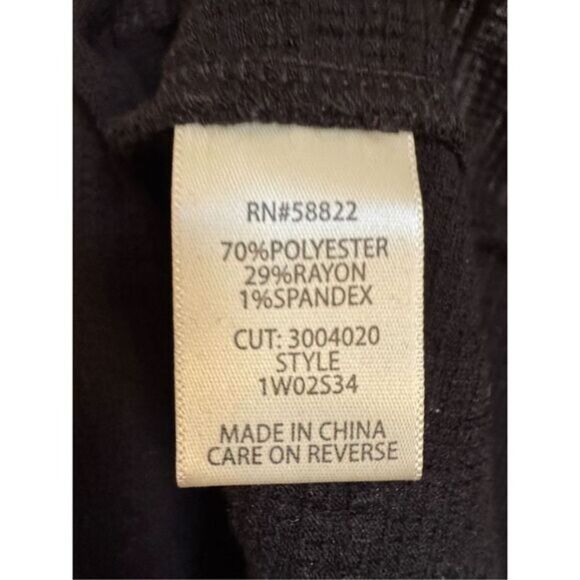 RN#58822
70%POLYESTER
29%RAYON
1%SPANDEX
CUT: 3004020
STYLE
1W02S34
MADE IN CHINA
CARE ON REVERSE